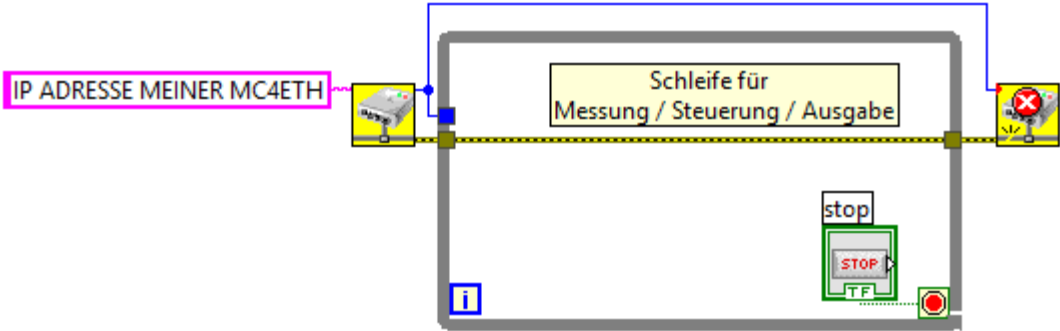 IP ADRESSE MEINER MC4ETH
Schleife für
Messung / Steuerung / Ausgabe
stop
STOP
TF
i